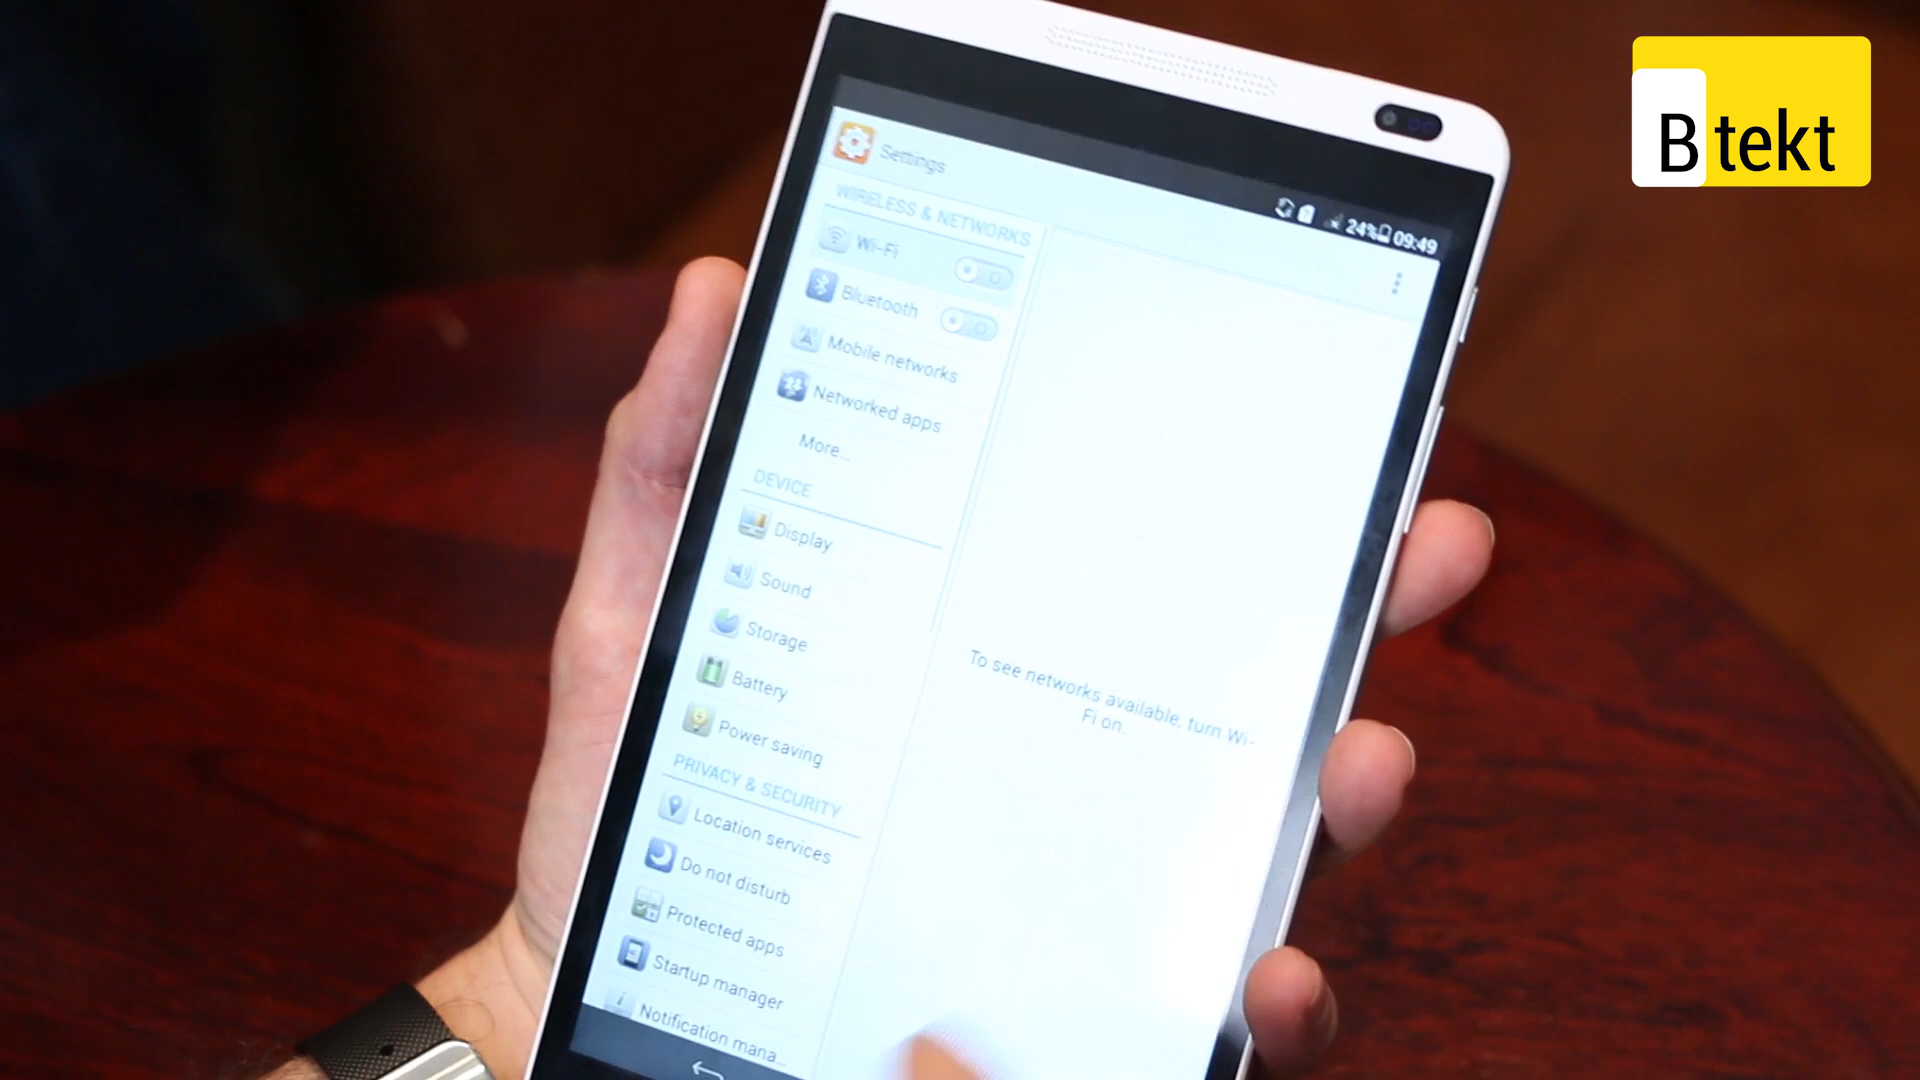 B tekt
24% 09:49
Settings
WIRELESS & NETWORKS
Wi-Fi
Bluetooth
Mobile networks
Networked apps
More...
DEVICE
Display
Sound
Storage
Battery
Power saving
PRIVACY & SECURITY
Location services
Do not disturb
Protected apps
Startup manager
Notification mana...
To see networks available, turn Wi-
Fi on.